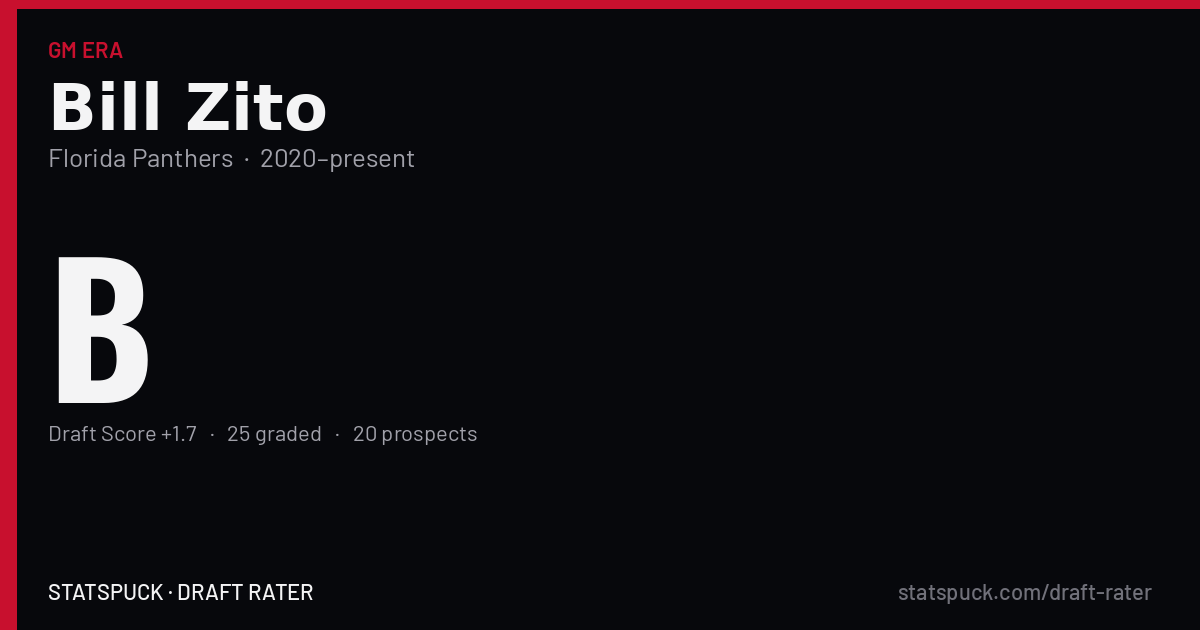 GM ERA
Bill Zito
Florida Panthers · 2020–present
B
Draft Score +1.7 · 25 graded · 20 prospects
STATSPUCK · DRAFT RATER
statspuck.com/draft-rater